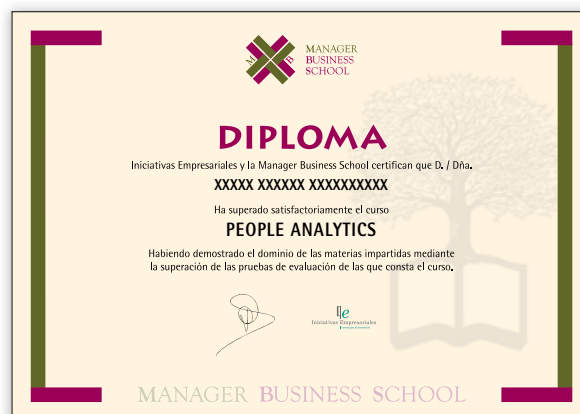 M B
MANAGER
BUSINESS
SCHOOL
DIPLOMA
Iniciativas Empresariales y la Manager Business School certifican que D. / Dña.
XXXXX XXXXXX XXXXXXXXXX
Ha superado satisfactoriamente el curso
PEOPLE ANALYTICS
Habiendo demostrado el dominio de las materias impartidas mediante
la superación de las pruebas de evaluación de las que consta el curso.
Iniciativas Empresariales
MANAGER BUSINESS SCHOOL